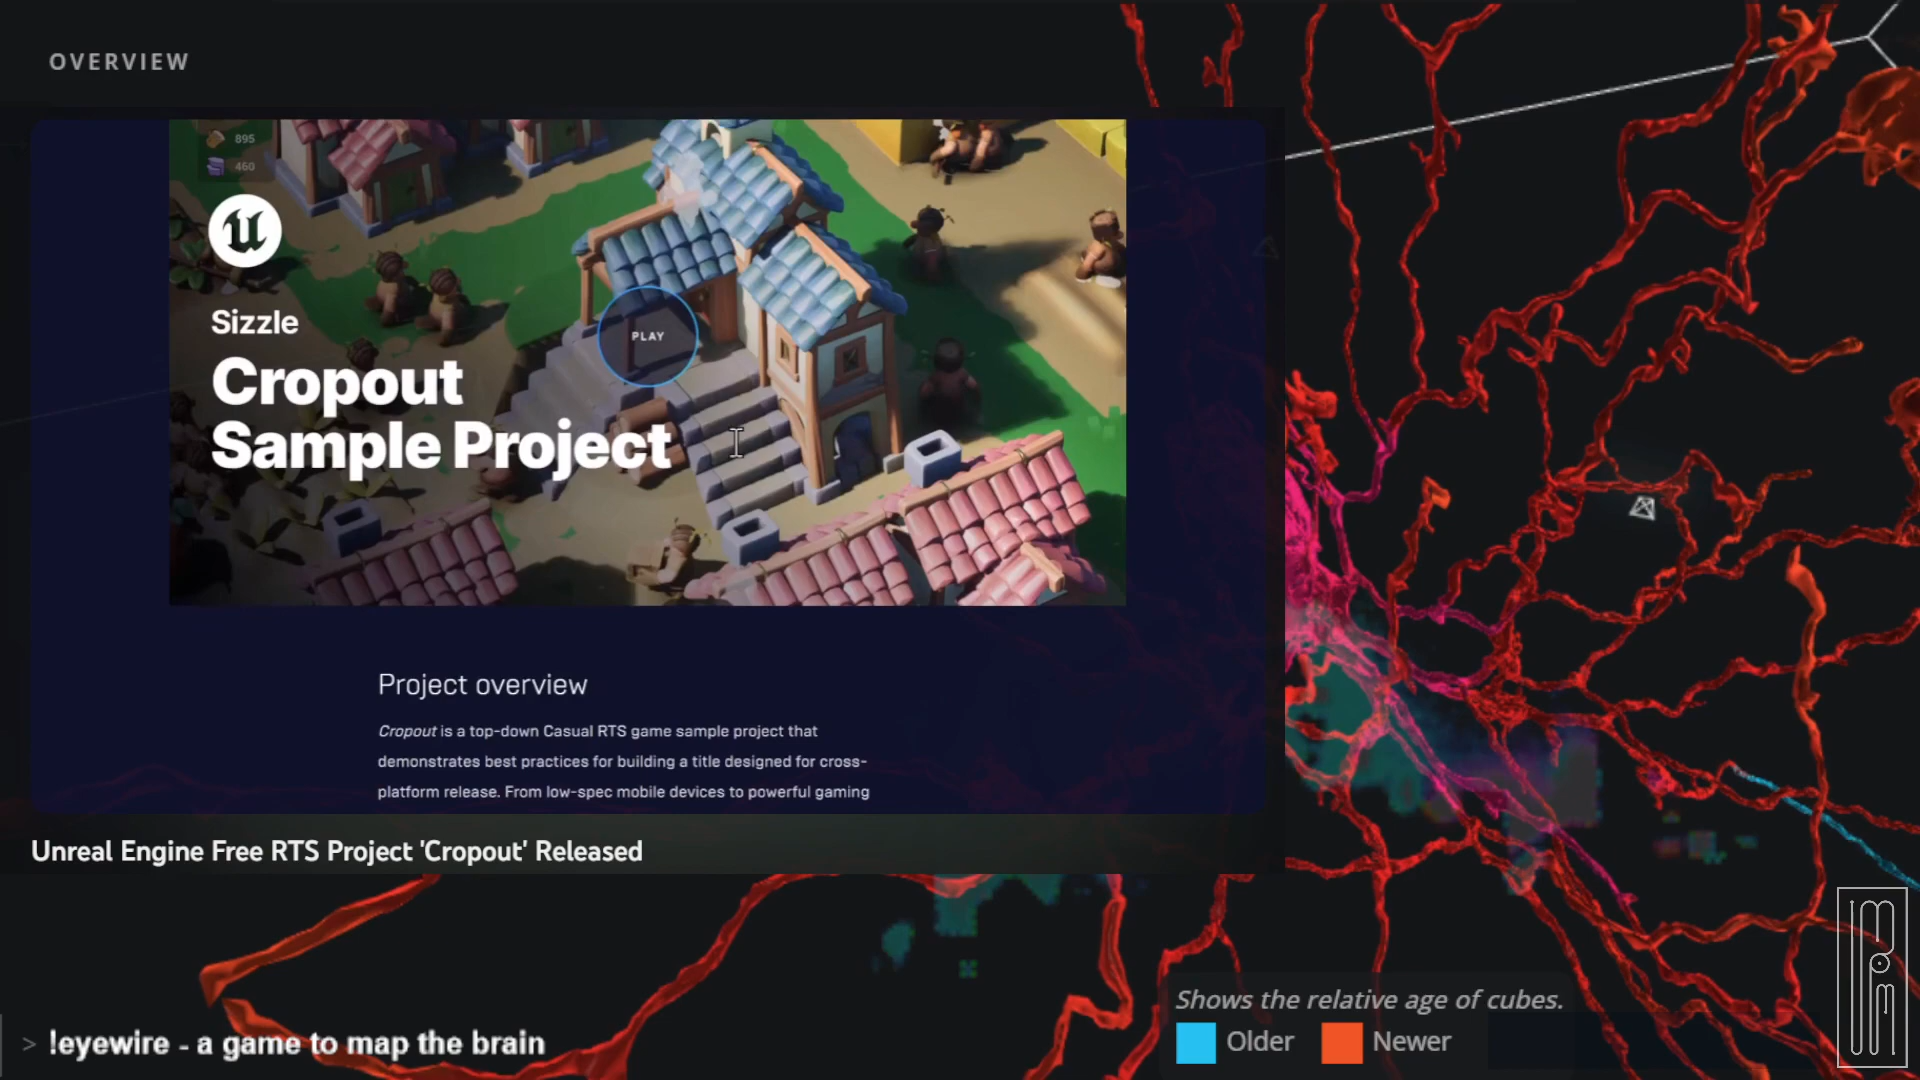 OVERVIEW
895
460
Sizzle
Cropout
Sample Project
PLAY
Project overview
Cropout is a top-down Casual RTS game sample project that
demonstrates best practices for building a title designed for cross-
platform release. From low-spec mobile devices to powerful gaming
Unreal Engine Free RTS Project 'Cropout' Released
> !eyewire - a game to map the brain
Shows the relative age of cubes.
Older Newer